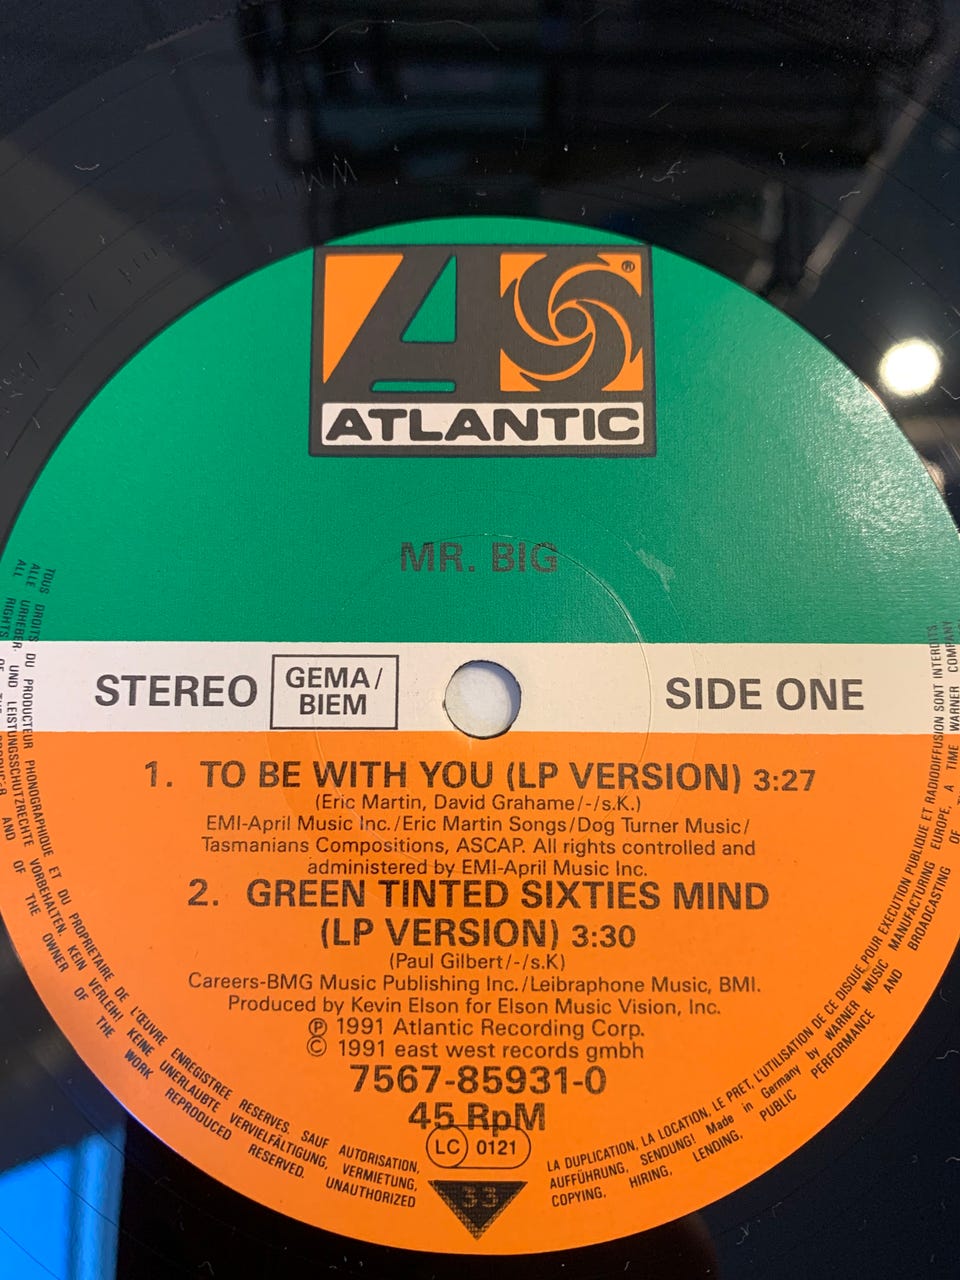 ®
ATLANTIC
MR. BIG
STEREO
GEMA/
BIEM
SIDE ONE
1. TO BE WITH YOU (LP VERSION) 3:27
(Eric Martin, David Grahame/-/s.K.)
EMI-April Music Inc./Eric Martin Songs/Dog Turner Music/
Tasmanians Compositions, ASCAP. All rights controlled and
administered by EMI-April Music Inc.
2. GREEN TINTED SIXTIES MIND
(LP VERSION) 3:30
(Paul Gilbert/-/s.K)
Careers-BMG Music Publishing Inc./Leibraphone Music, BMI.
Produced by Kevin Elson for Elson Music Vision, Inc.
℗ 1991 Atlantic Recording Corp.
© 1991 east west records gmbh
7567-85931-0
45 RpM
LC 0121
33
TOUS DROITS DU PRODUCTEUR PHONOGRAPHIQUE ET DU PROPRIETAIRE DE L'ŒUVRE ENREGISTREE RESERVES. SAUF AUTORISATION,
LA DUPLICATION, LA LOCATION, LE PRET, L'UTILISATION DE CE DISQUE POUR EXECUTION PUBLIQUE ET RADIODIFFUSION SONT INTERDITS.
ALLE URHEBER- UND LEISTUNGSSCHUTZRECHTE VORBEHALTEN. KEIN VERLEIH! KEINE UNERLAUBTE VERVIELFÄLTIGUNG, VERMIETUNG,
AUFFÜHRUNG, SENDUNG! Made in Germany by WARNER MUSIC MANUFACTURING EUROPE, A TIME WARNER COMPANY
ALL RIGHTS OF THE PRODUCER AND OF THE OWNER OF THE WORK REPRODUCED RESERVED. UNAUTHORIZED
COPYING, HIRING, LENDING, PUBLIC PERFORMANCE AND BROADCASTING OF